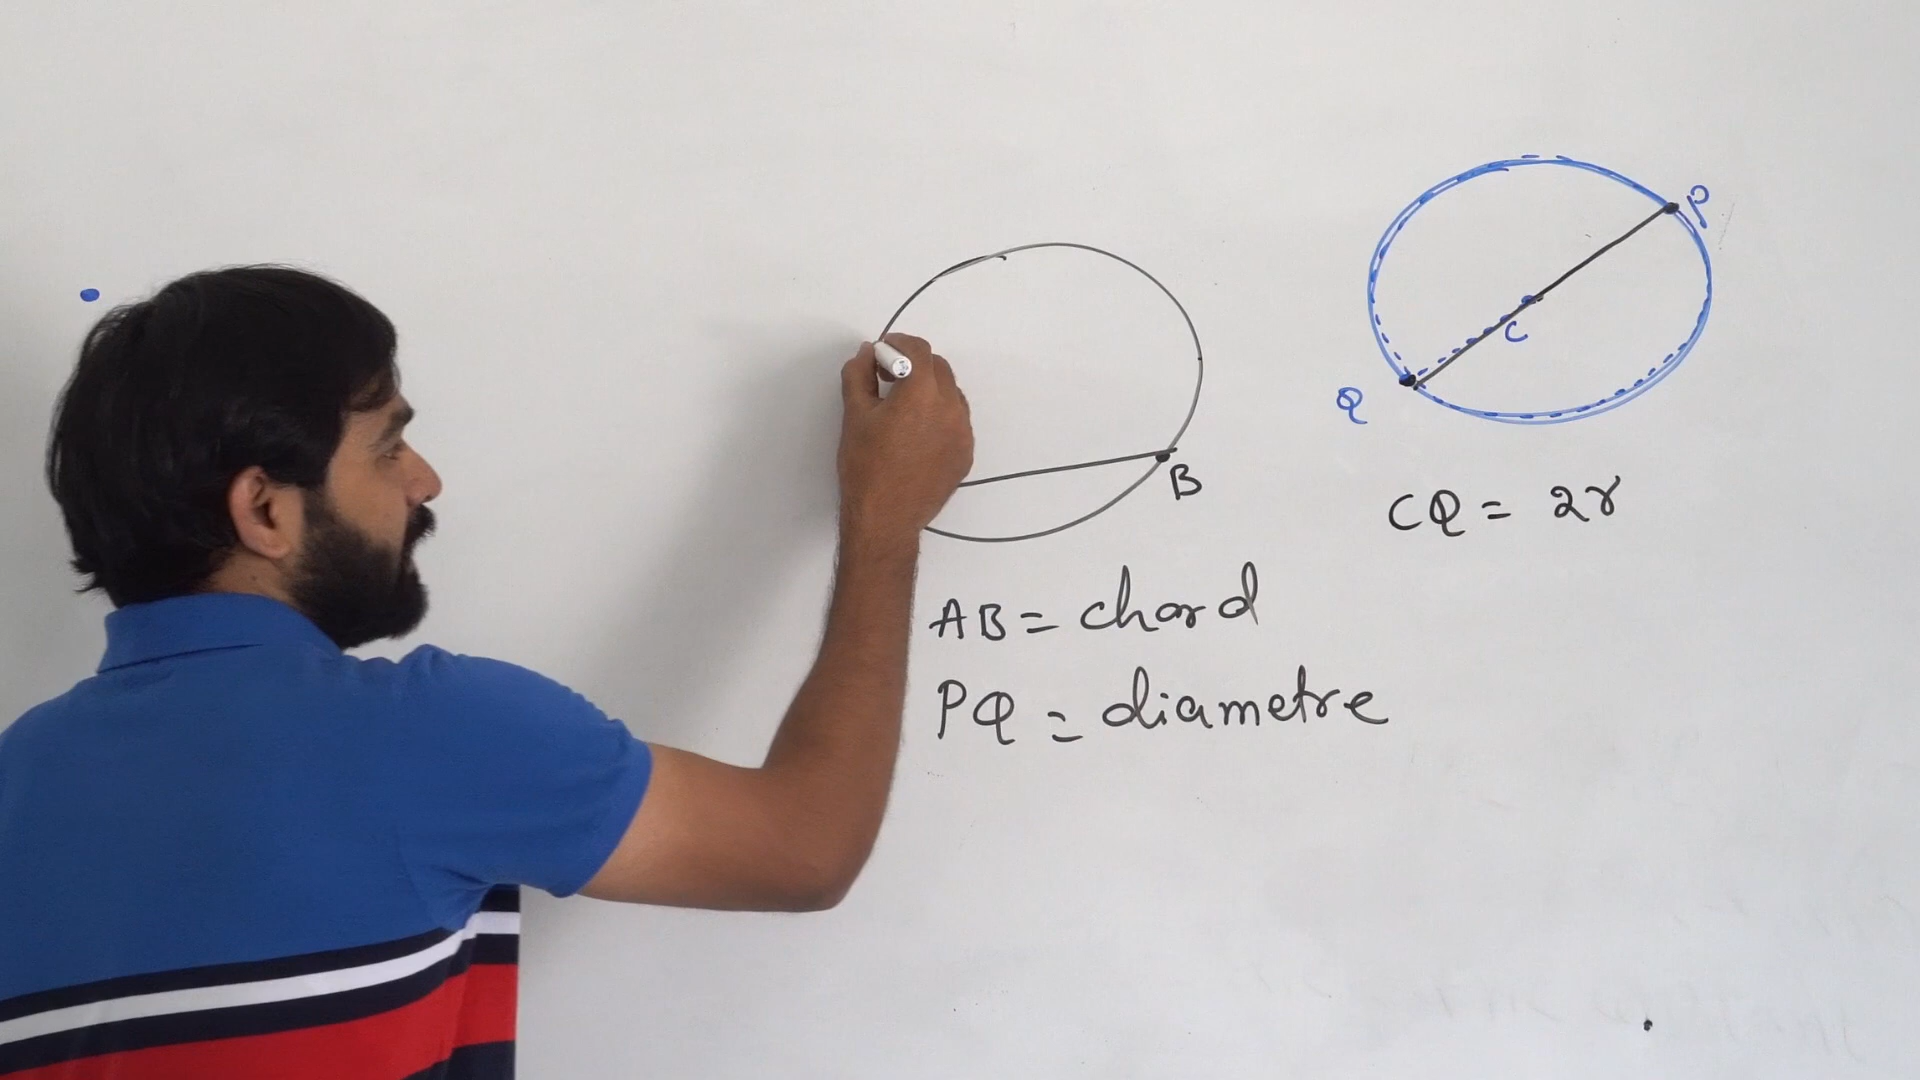 P
C
Q
B
CQ = 2r
AB = chord
PQ = diametre